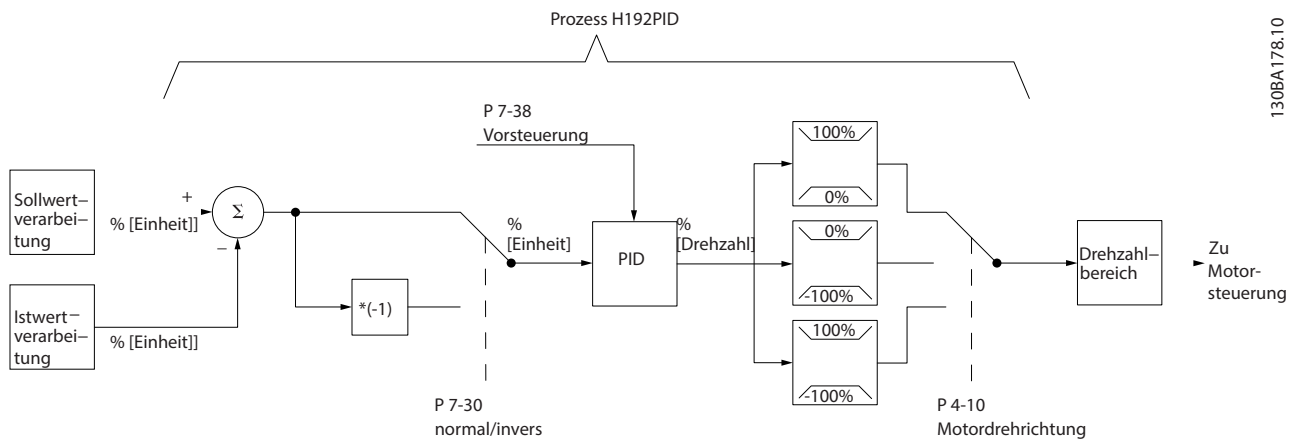 Prozess H192PID
130BA178.10
P 7-38
Vorsteuerung
100%
0%
Sollwert-
verarbei-
tung
% [Einheit]]
+
−
Σ
%
[Einheit]
PID
%
[Drehzahl]
0%
-100%
Drehzahl-
bereich
Zu
Motor-
steuerung
Istwert-
verarbei-
tung
% [Einheit]]
*(-1)
100%
-100%
P 7-30
normal/invers
P 4-10
Motordrehrichtung